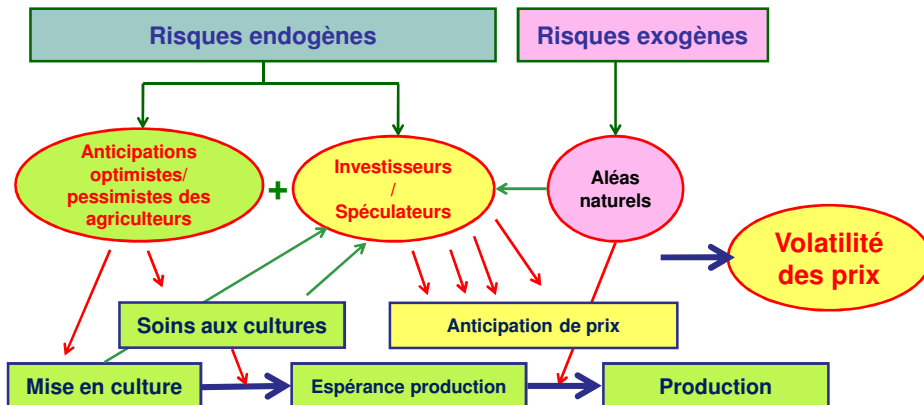 Risques endogènes
Risques exogènes
Anticipations
optimistes/
pessimistes des
agriculteurs
+
Investisseurs
/
Spéculateurs
Aléas
naturels
Volatilité
des prix
Soins aux cultures
Anticipation de prix
Mise en culture
Espérance production
Production